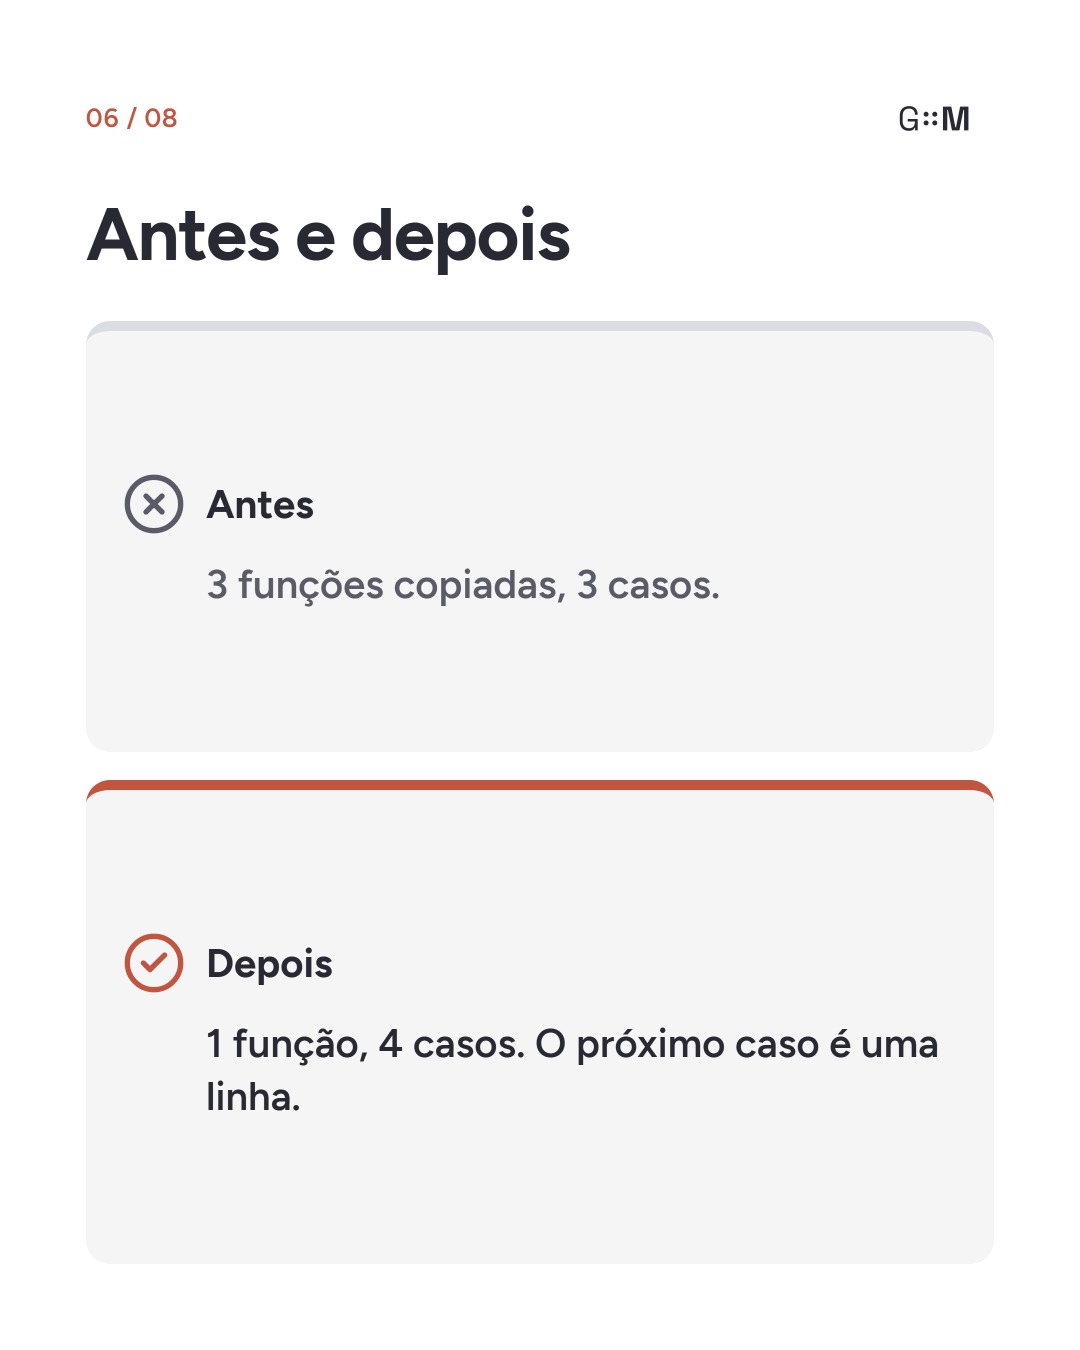 06 / 08
G::M
Antes e depois
Antes
3 funções copiadas, 3 casos.
Depois
1 função, 4 casos. O próximo caso é uma
linha.